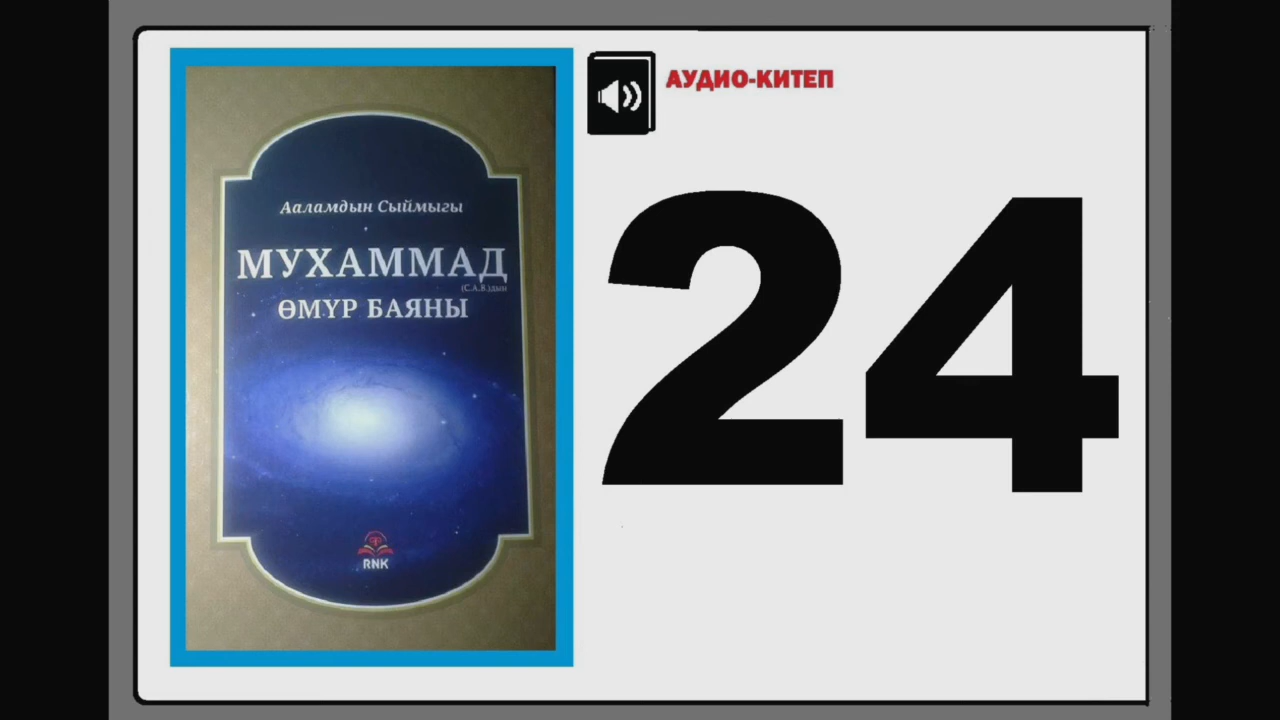 Ааламдын Сыймыгы
МУХАММАД
(С.А.В.)дын
ӨМҮР БАЯНЫ
RNK
АУДИО-КИТЕП
24